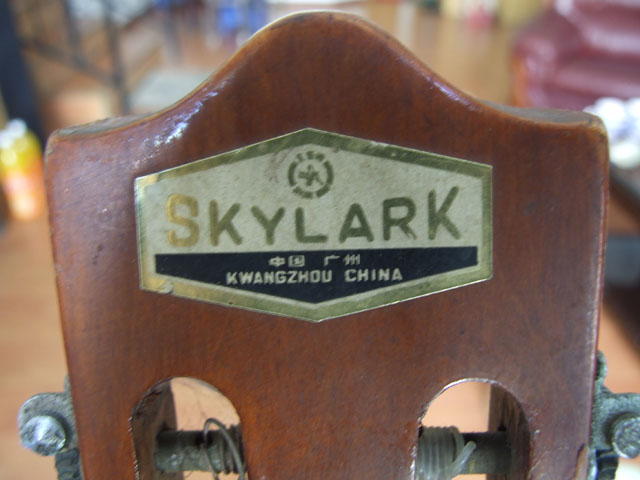 SKYLARK
中国 广州
KWANGZHOU CHINA